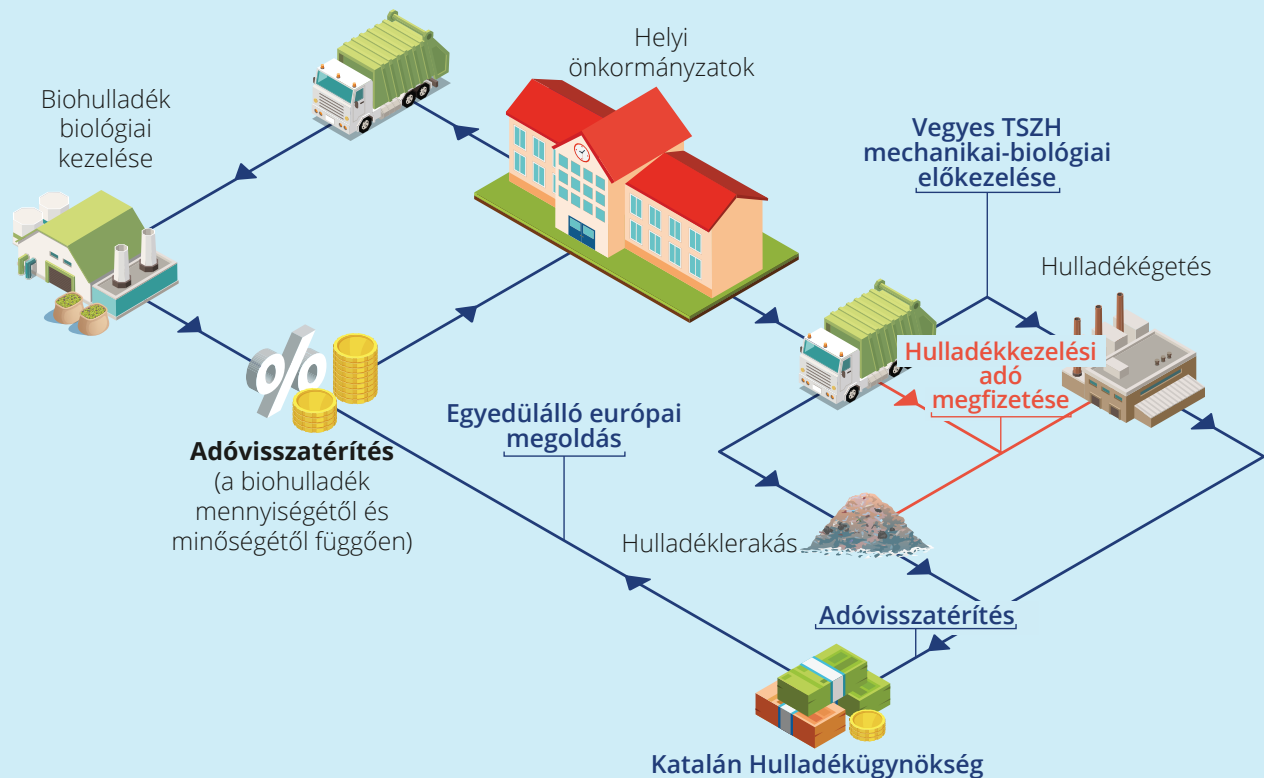 Helyi
önkormányzatok
Biohulladék
biológiai
kezelése
Vegyes TSZH
mechanikai-biológiai
előkezelése
Hulladékégetés
Hulladékkezelési
adó
megfizetése
Egyedülálló európai
megoldás
Adóvisszatérítés
(a biohulladék
mennyiségétől és
minőségétől függően)
Hulladéklerakás
Adóvisszatérítés
Katalán Hulladékügynökség